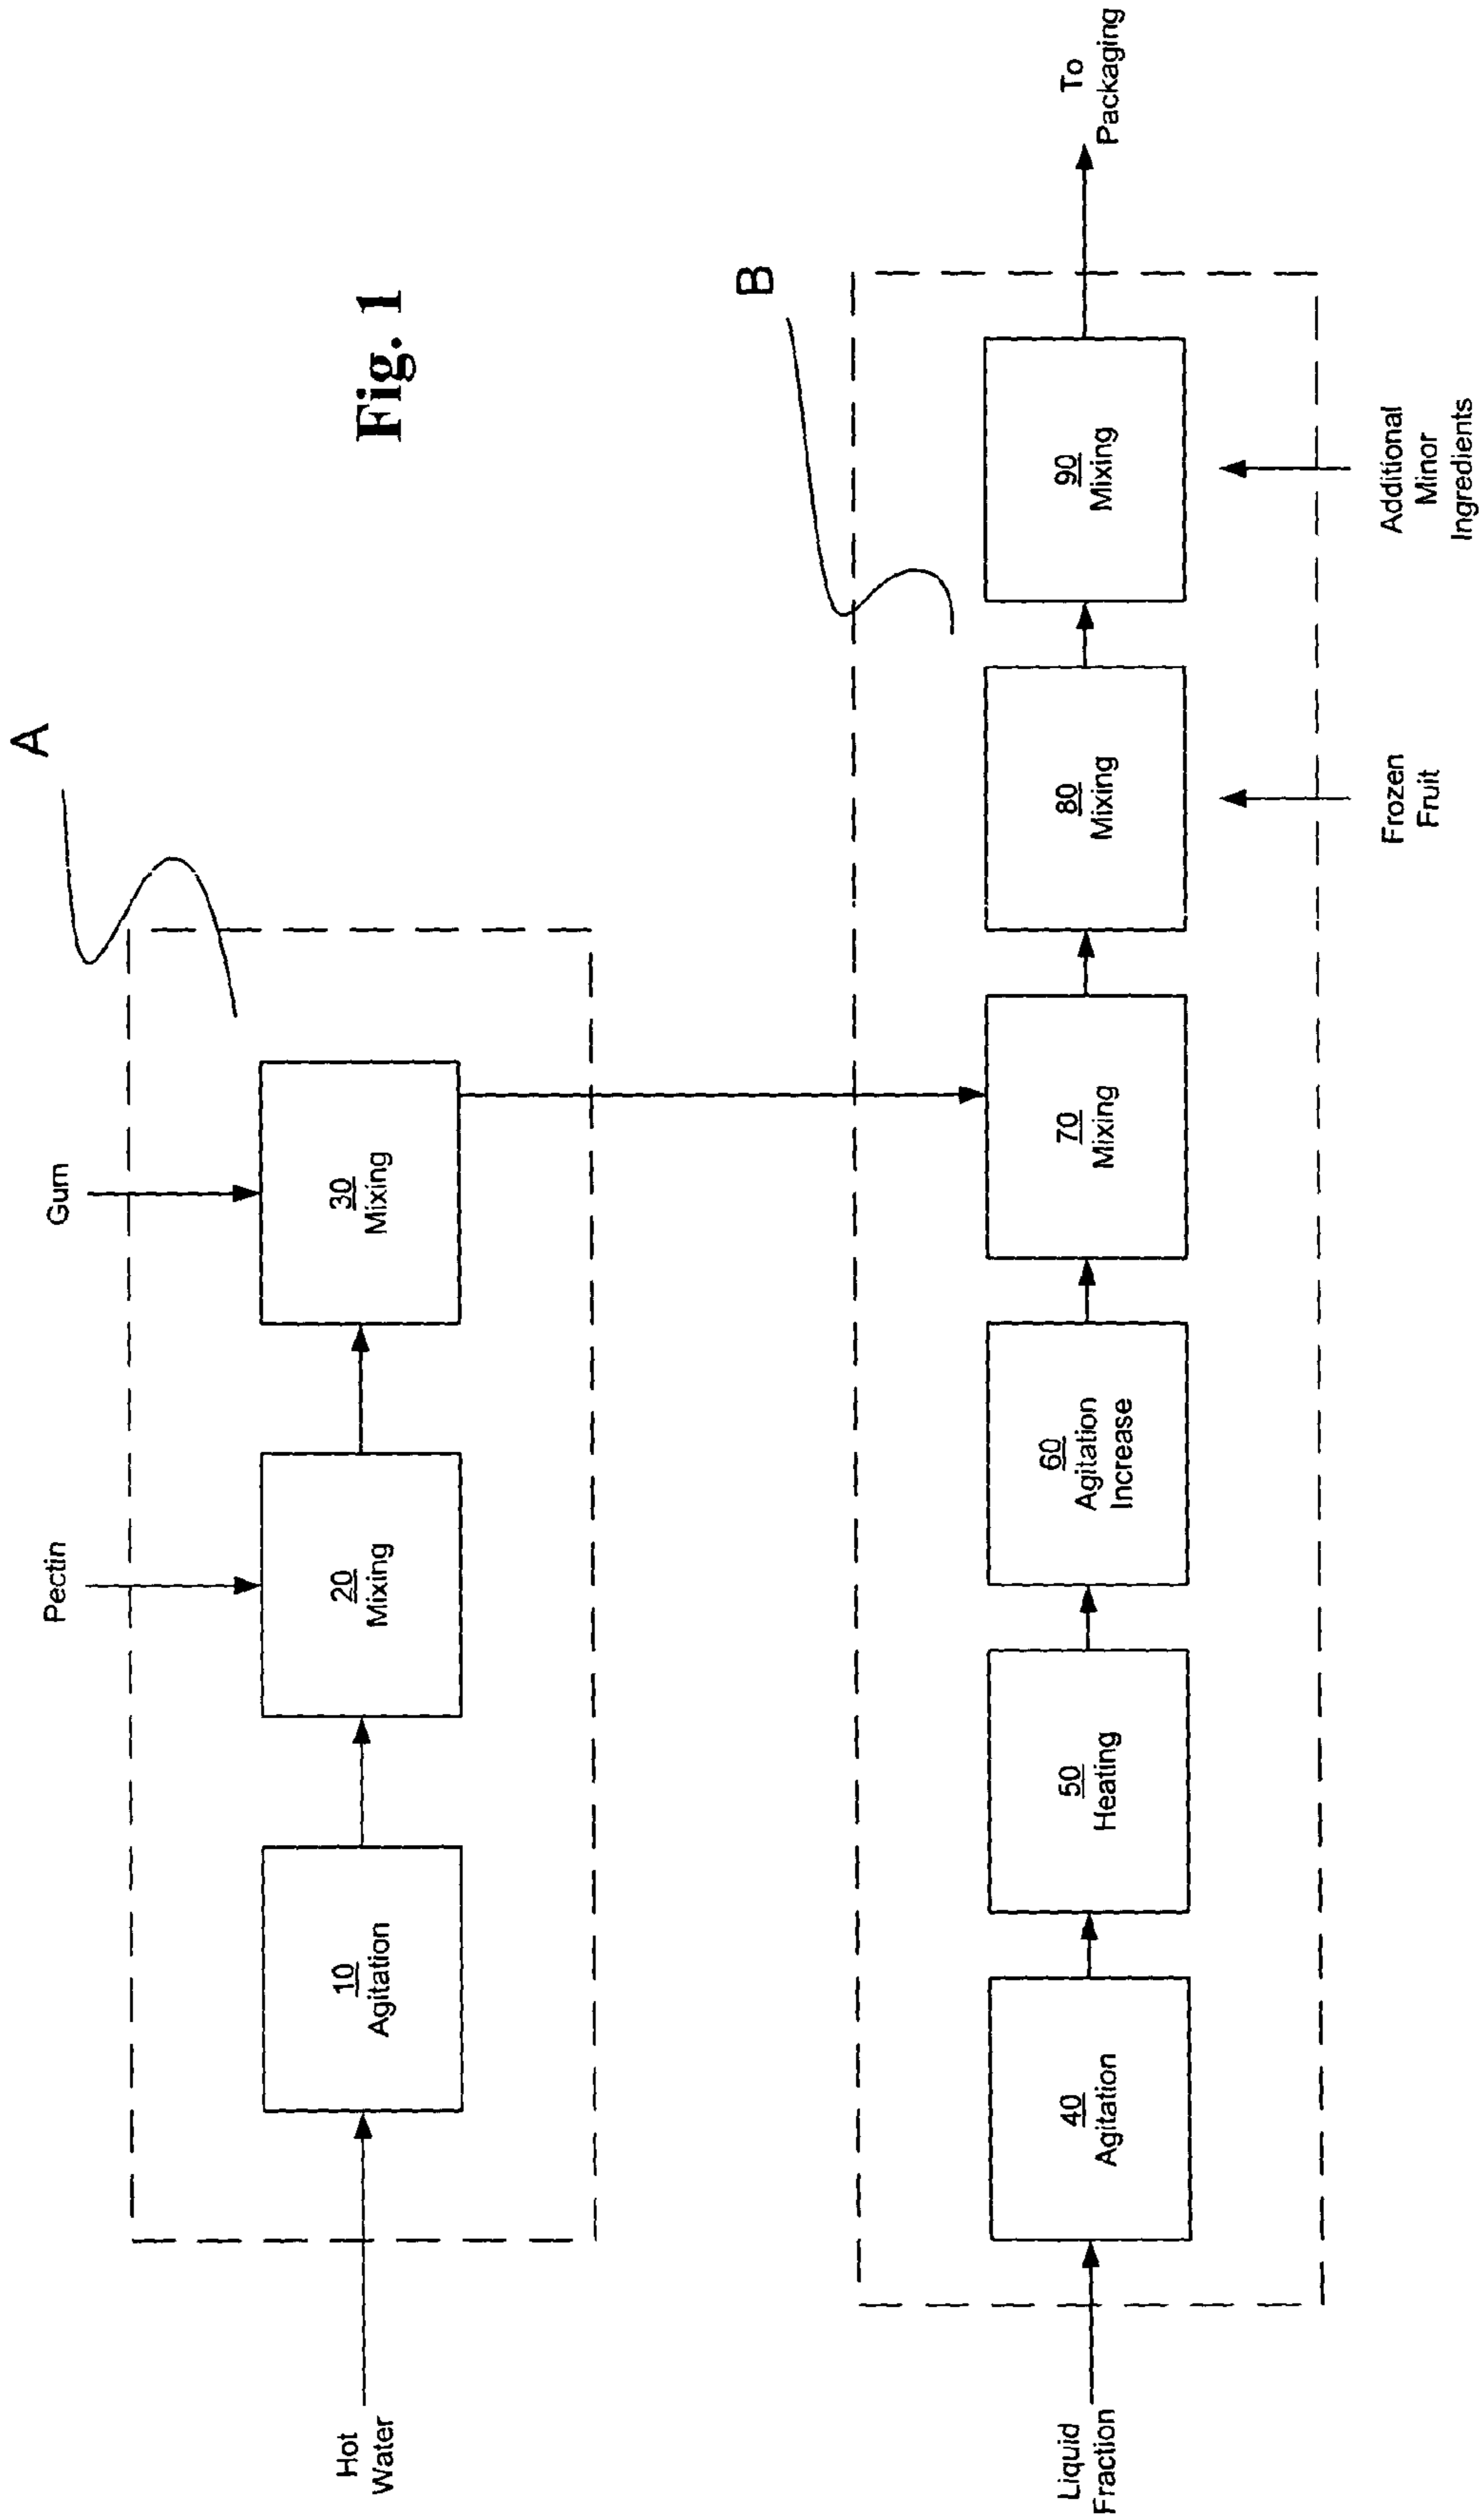 Fig. 1
A
Pectin
Gum
Hot
Water
10
Agitation
20
Mixing
30
Mixing
B
Liquid
Fraction
40
Agitation
50
Heating
60
Agitation
Increase
70
Mixing
80
Mixing
90
Mixing
To
Packaging
Frozen
Fruit
Additional
Minor
Ingredients